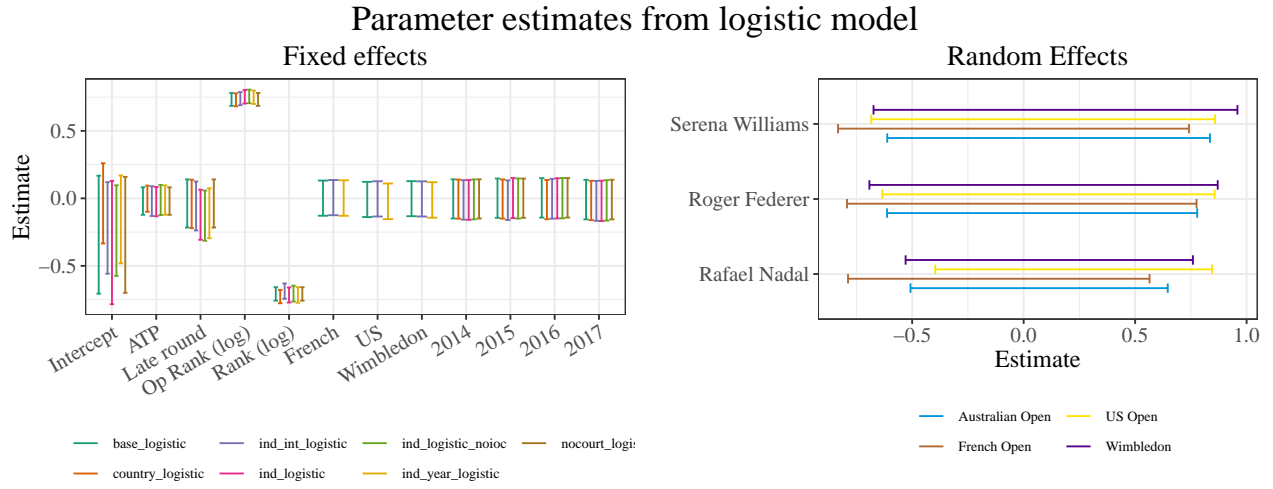 Parameter estimates from logistic model
Fixed effects
Estimate
0.5
0.0
−0.5
Intercept
ATP
Late round
Op Rank (log)
Rank (log)
French
US
Wimbledon
2014
2015
2016
2017
base_logistic
ind_int_logistic
ind_logistic_noioc
nocourt_logis
country_logistic
ind_logistic
ind_year_logistic
Random Effects
Serena Williams
Roger Federer
Rafael Nadal
−0.5
0.0
0.5
1.0
Estimate
Australian Open
US Open
French Open
Wimbledon